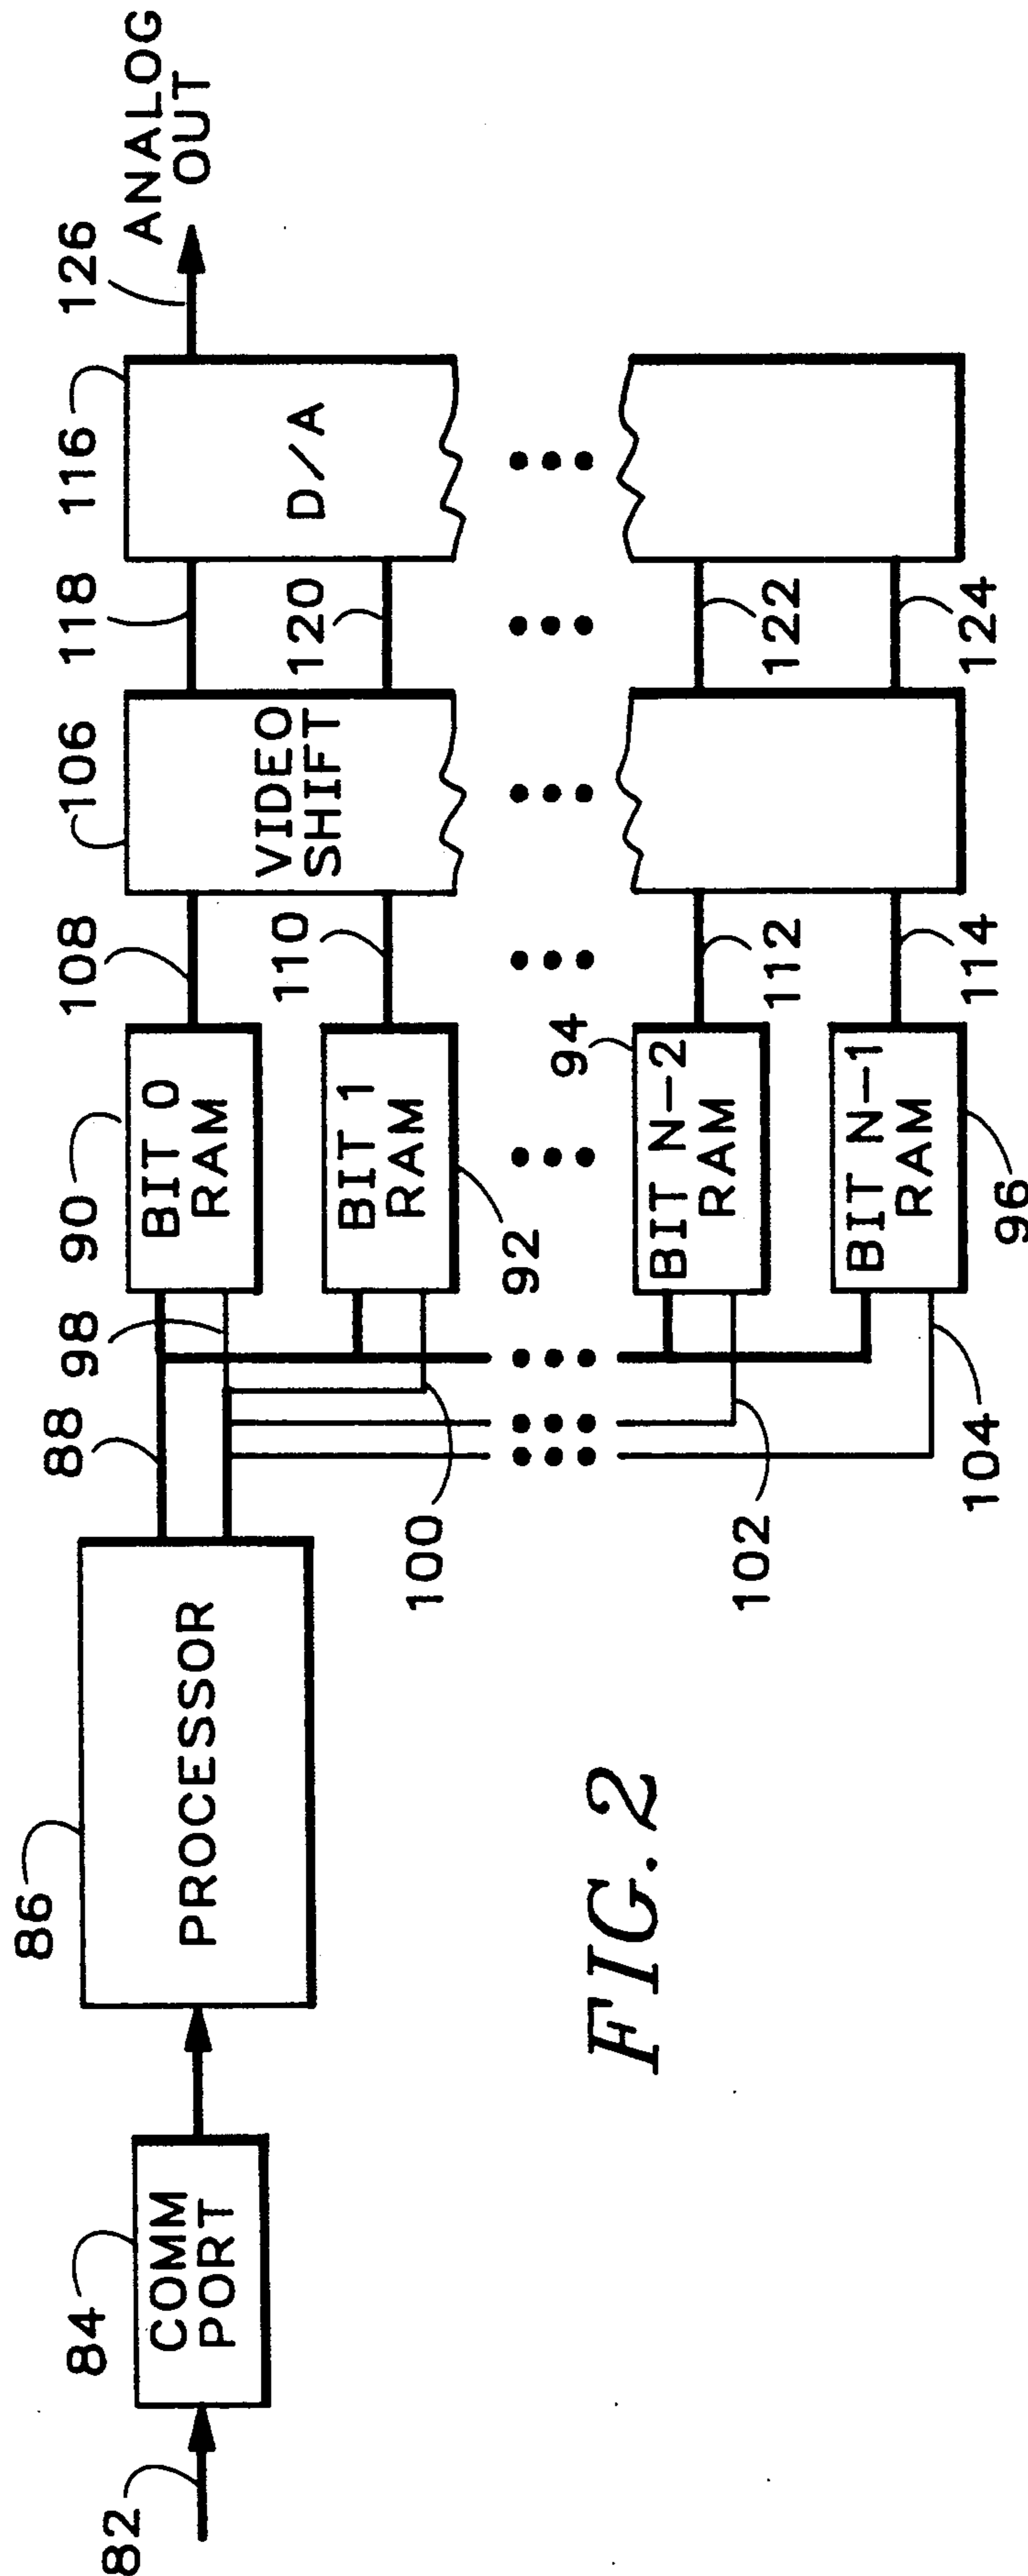 82
84
COMM
PORT
86
PROCESSOR
88
98
100
102
104
90
BIT 0
RAM
BIT 1
RAM
92
94
BIT N-2
RAM
BIT N-1
RAM
96
108
110
112
114
106
VIDEO
SHIFT
118
120
122
124
116
D/A
126
ANALOG
OUT
FIG. 2